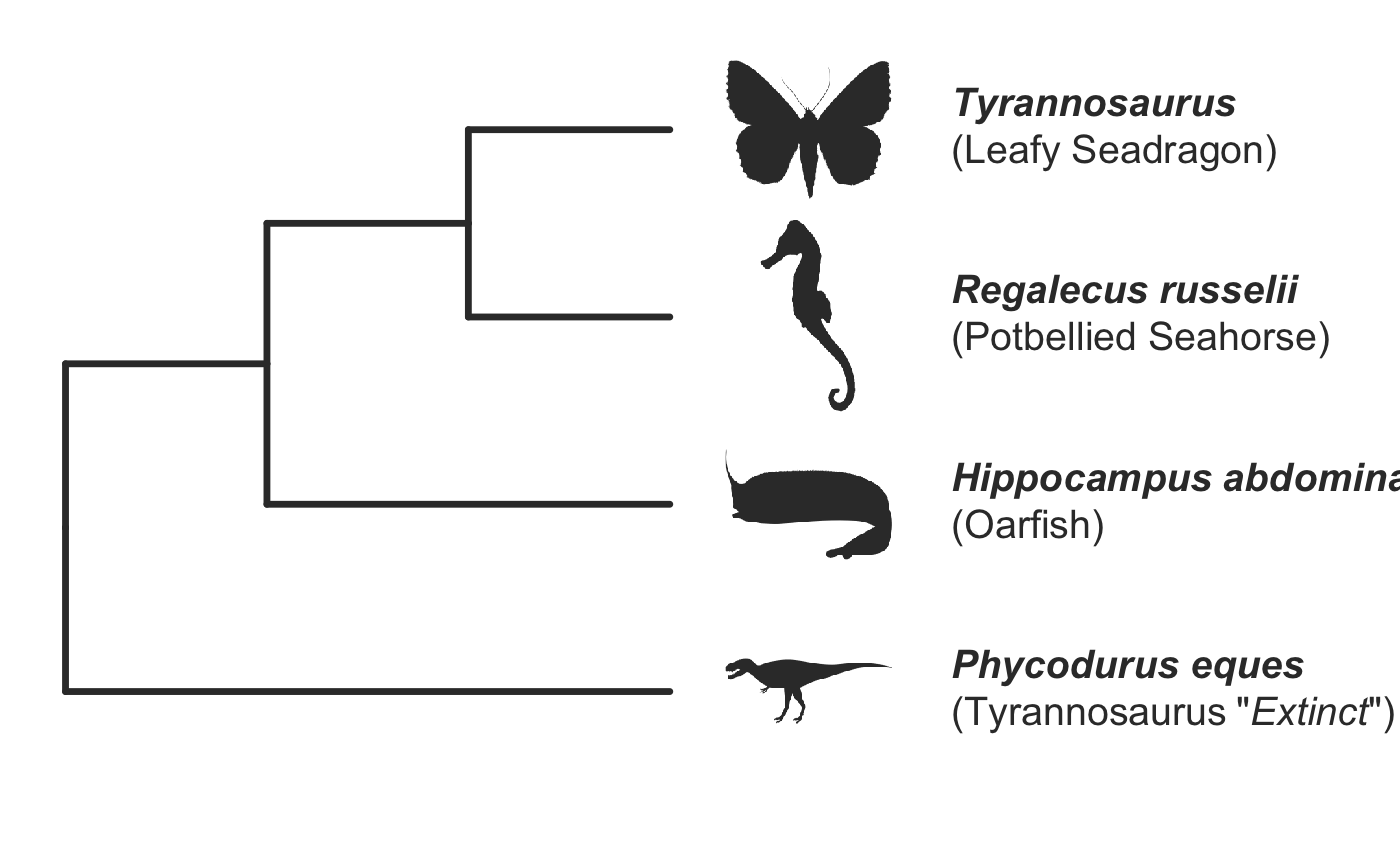 Tyrannosaurus
(Leafy Seadragon)
Regalecus russelii
(Potbellied Seahorse)
Hippocampus abdomina
(Oarfish)
Phycodurus eques
(Tyrannosaurus "Extinct")